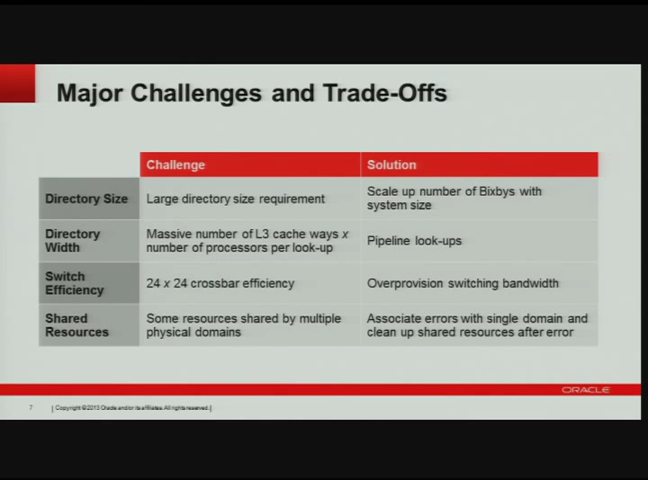 Major Challenges and Trade-Offs
Challenge
Solution
Directory Size
Large directory size requirement
Scale up number of Bixbys with
system size
Directory
Width
Massive number of L3 cache ways x
number of processors per look-up
Pipeline look-ups
Switch
Efficiency
24 x 24 crossbar efficiency
Overprovision switching bandwidth
Shared
Resources
Some resources shared by multiple
physical domains
Associate errors with single domain and
clean up shared resources after error
ORACLE
7 | Copyright © 2013 Oracle and/or its affiliates. All rights reserved. |